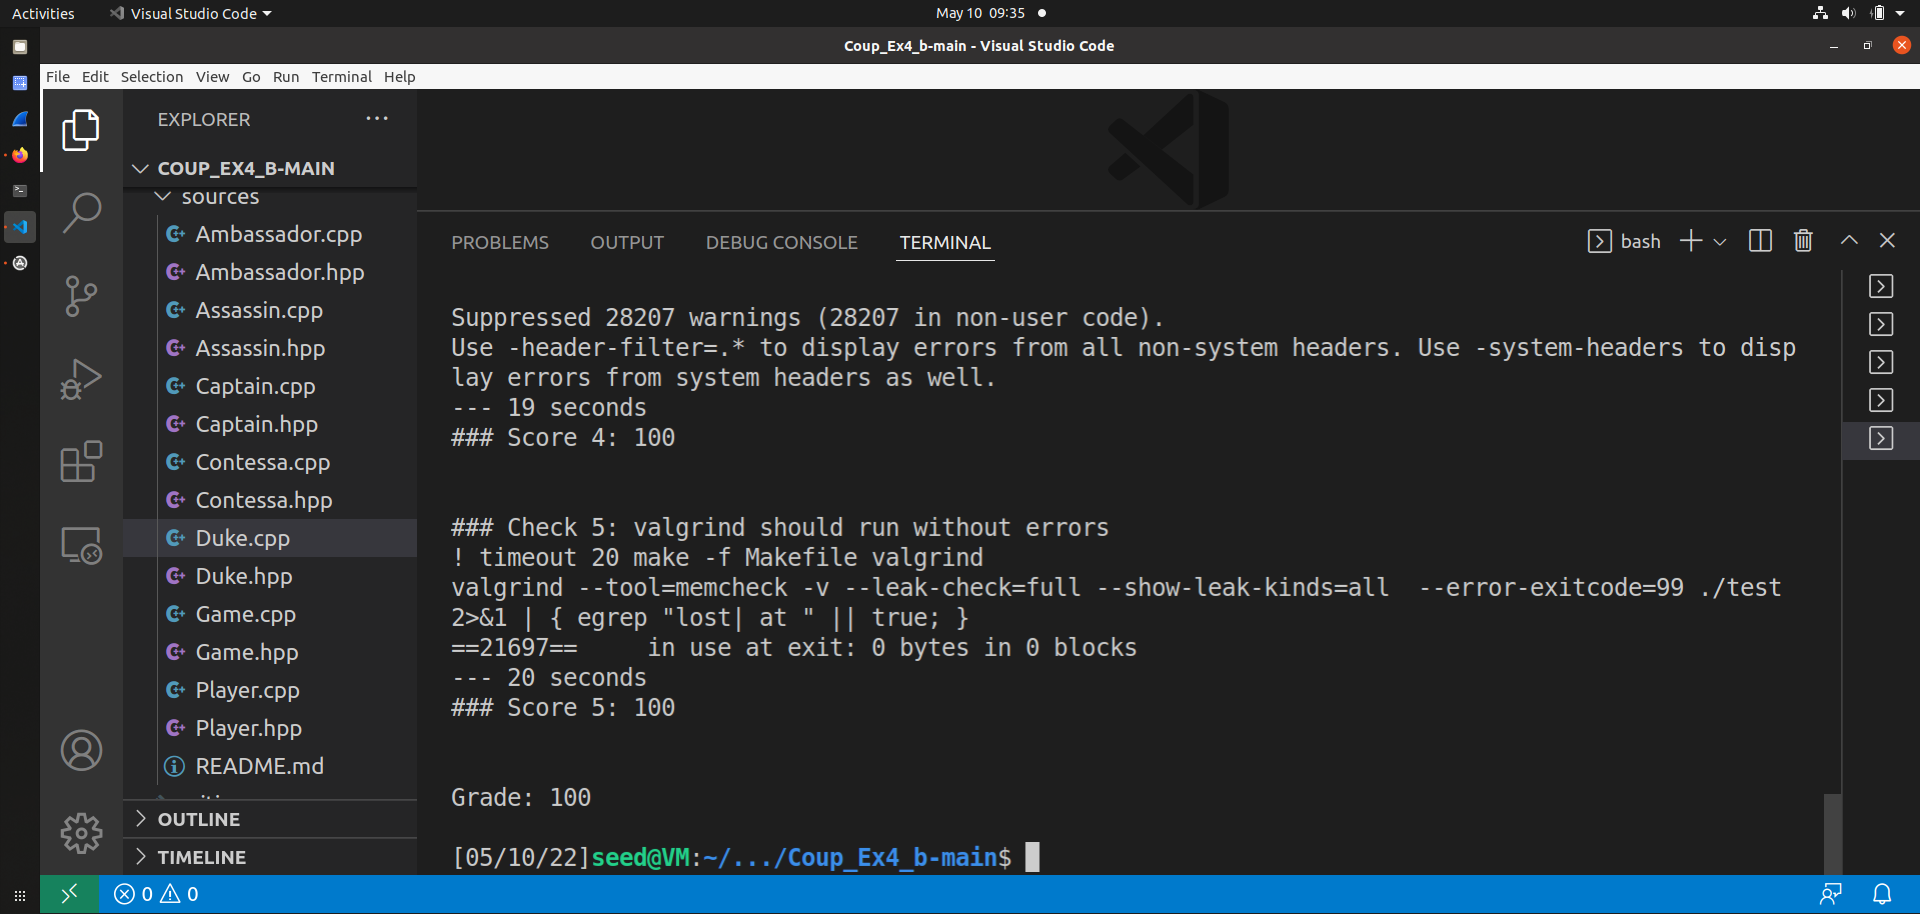 Activities
Visual Studio Code
May 10 09:35
Coup_Ex4_b-main - Visual Studio Code
File Edit Selection View Go Run Terminal Help
EXPLORER
COUP_EX4_B-MAIN
sources
Ambassador.cpp
Ambassador.hpp
Assassin.cpp
Assassin.hpp
Captain.cpp
Captain.hpp
Contessa.cpp
Contessa.hpp
Duke.cpp
Duke.hpp
Game.cpp
Game.hpp
Player.cpp
Player.hpp
README.md
OUTLINE
TIMELINE
PROBLEMS OUTPUT DEBUG CONSOLE TERMINAL
bash
Suppressed 28207 warnings (28207 in non-user code).
Use -header-filter=.* to display errors from all non-system headers. Use -system-headers to disp
lay errors from system headers as well.
--- 19 seconds
### Score 4: 100
### Check 5: valgrind should run without errors
! timeout 20 make -f Makefile valgrind
valgrind --tool=memcheck -v --leak-check=full --show-leak-kinds=all  --error-exitcode=99 ./test
2>&1 | { egrep "lost| at " || true; }
==21697==     in use at exit: 0 bytes in 0 blocks
--- 20 seconds
### Score 5: 100
Grade: 100
[05/10/22]seed@VM:~/.../Coup_Ex4_b-main$
0 0